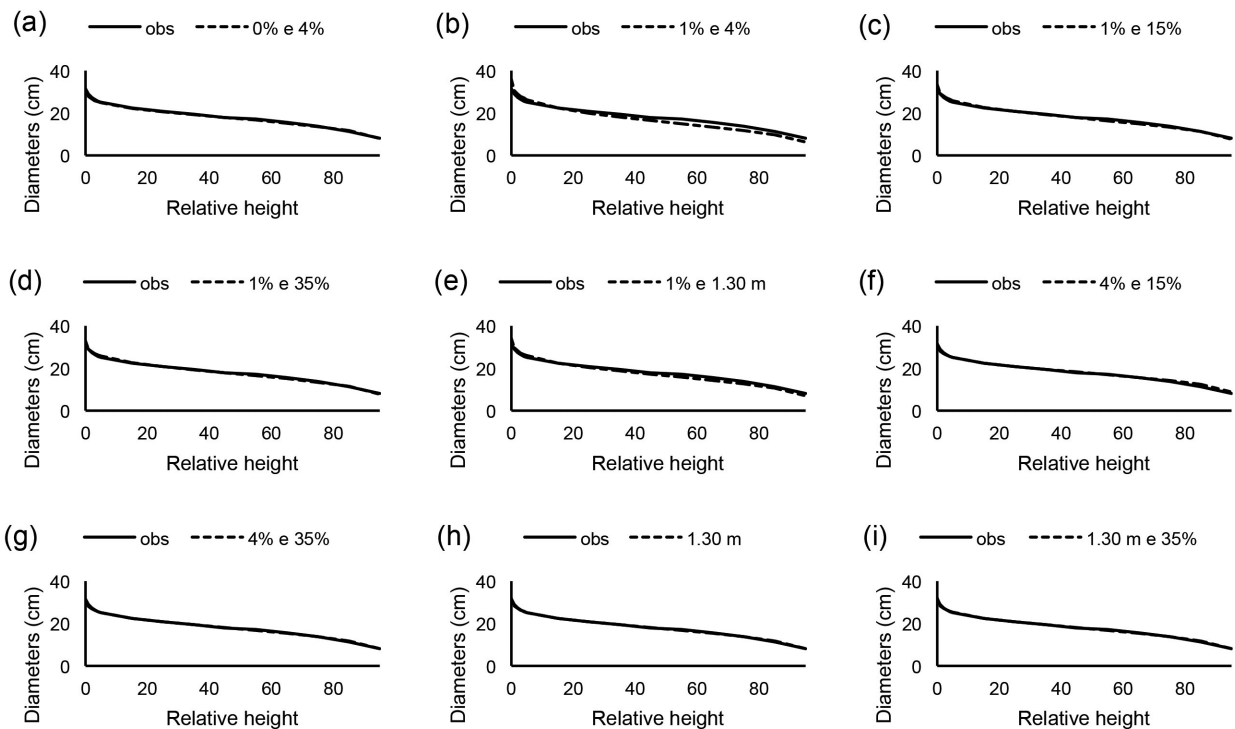 (a) obs 0% e 4%
40
20
0
Diameters (cm)
0 20 40 60 80
Relative height
(b) obs 1% e 4%
40
20
0
Diameters (cm)
0 20 40 60 80
Relative height
(c) obs 1% e 15%
40
20
0
Diameters (cm)
0 20 40 60 80
Relative height
(d) obs 1% e 35%
40
20
0
Diameters (cm)
0 20 40 60 80
Relative height
(e) obs 1% e 1.30 m
40
20
0
Diameters (cm)
0 20 40 60 80
Relative height
(f) obs 4% e 15%
40
20
0
Diameters (cm)
0 20 40 60 80
Relative height
(g) obs 4% e 35%
40
20
0
Diameters (cm)
0 20 40 60 80
Relative height
(h) obs 1.30 m
40
20
0
Diameters (cm)
0 20 40 60 80
Relative height
(i) obs 1.30 m e 35%
40
20
0
Diameters (cm)
0 20 40 60 80
Relative height